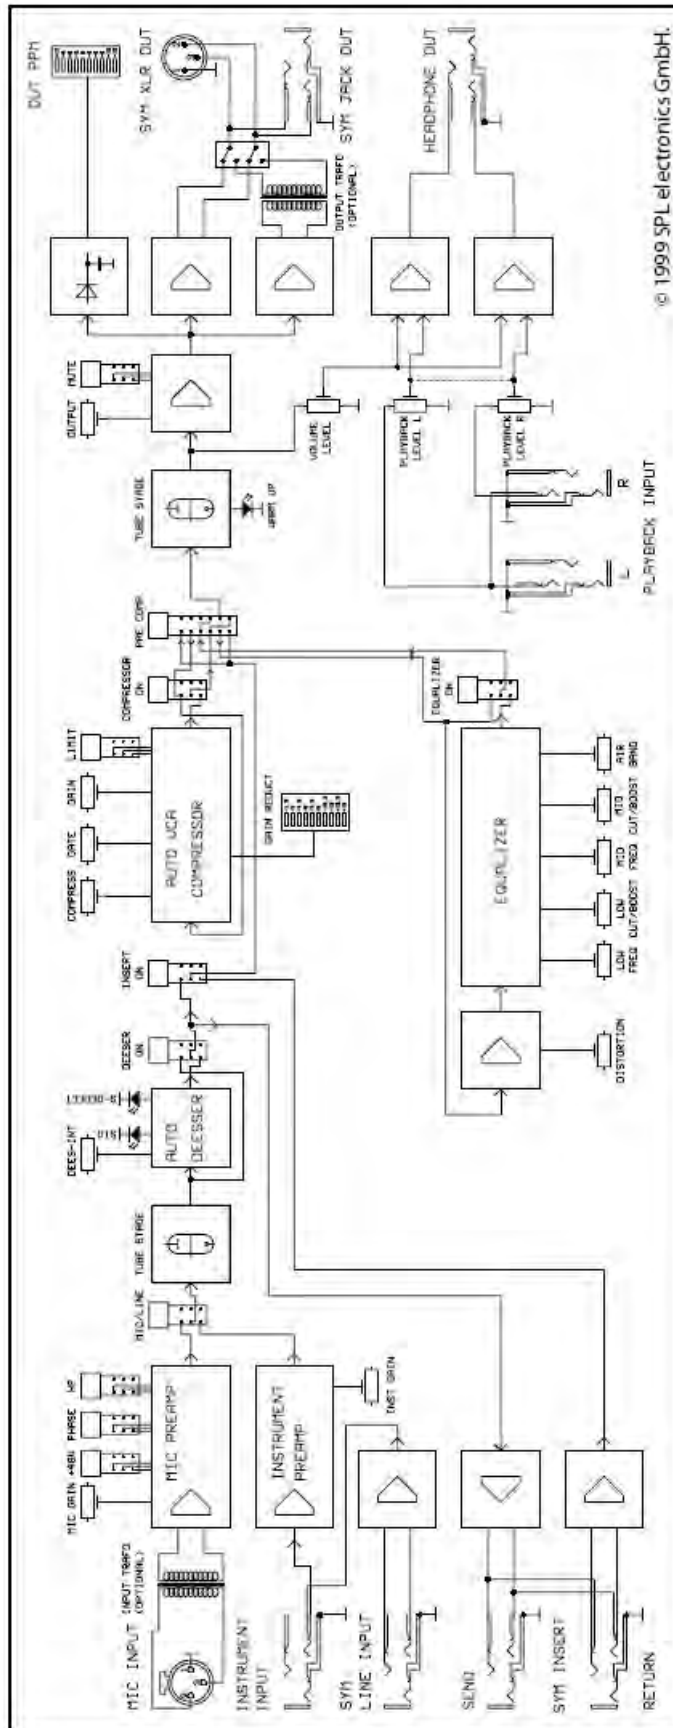 MIC INPUT
INPUT TRAFO
(OPTIONAL)
MIC GAIN
+48V
PHASE
HP
MIC PREAMP
MIC/LINE
INSTRUMENT
INPUT
INSTRUMENT
PREAMP
INST GAIN
SYM
LINE INPUT
SEND
SYM INSERT
RETURN
TUBE STAGE
DEES-INT
S-DETECT
AUTO
DEESSER
DEESER
ON
INSERT
ON
COMPRESS
GATE
GAIN
LIMIT
AUTO VCA
COMPRESSOR
GAIN REDUCT
COMPRESSOR
ON
PRE COMP.
DISTORTION
EQUALIZER
LOW
FREQ
LOW
CUT/BOOST
MID
FREQ
MID
CUT/BOOST
AIR
BAND
EQUALIZER
ON
TUBE STAGE
WARM UP
OUTPUT
MUTE
VOLUME
LEVEL
PLAYBACK
LEVEL L
PLAYBACK
LEVEL R
L
R
PLAYBACK INPUT
OUT PPM
SYM XLR OUT
SYM JACK OUT
OUTPUT TRAFO
(OPTIONAL)
HEADPHONE OUT
© 1999 SPL electronics GmbH.